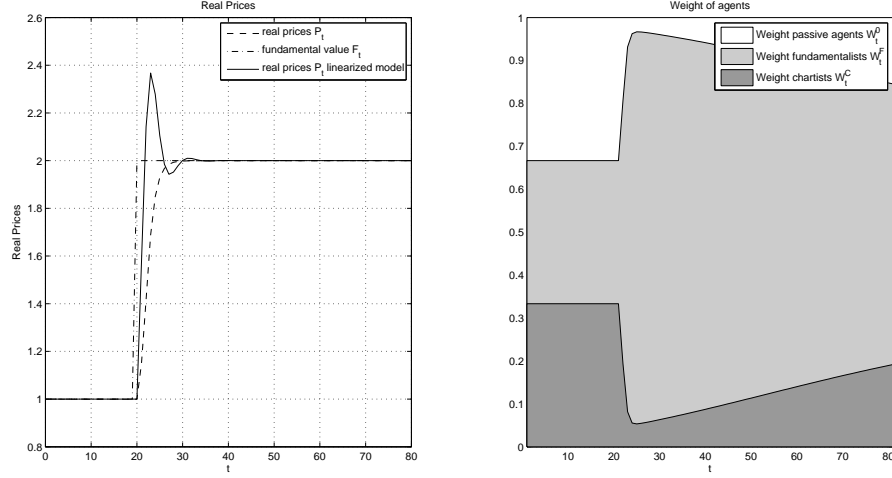 Real Prices
real prices P_t
fundamental value F_t
real prices P_t linearized model
Real Prices
2.6
2.4
2.2
2
1.8
1.6
1.4
1.2
1
0.8
0 10 20 30 40 50 60 70 80
t
Weight of agents
Weight passive agents W_t^0
Weight fundamentalists W_t^F
Weight chartists W_t^C
1
0.9
0.8
0.7
0.6
0.5
0.4
0.3
0.2
0.1
0
10 20 30 40 50 60 70 80
t